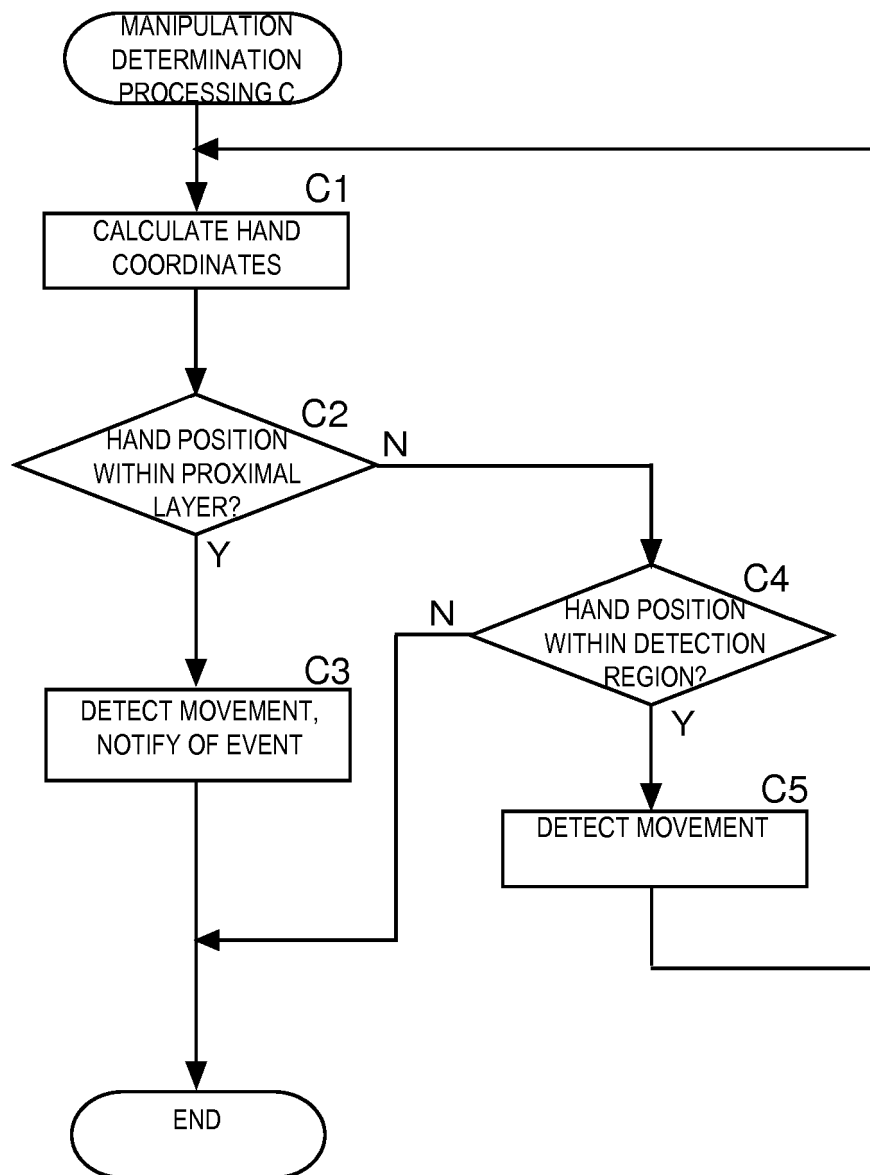 MANIPULATION
DETERMINATION
PROCESSING C
C1
CALCULATE HAND
COORDINATES
C2
HAND POSITION
WITHIN PROXIMAL
LAYER?
N
Y
C3
DETECT MOVEMENT,
NOTIFY OF EVENT
C4
HAND POSITION
WITHIN DETECTION
REGION?
N
Y
C5
DETECT MOVEMENT
END